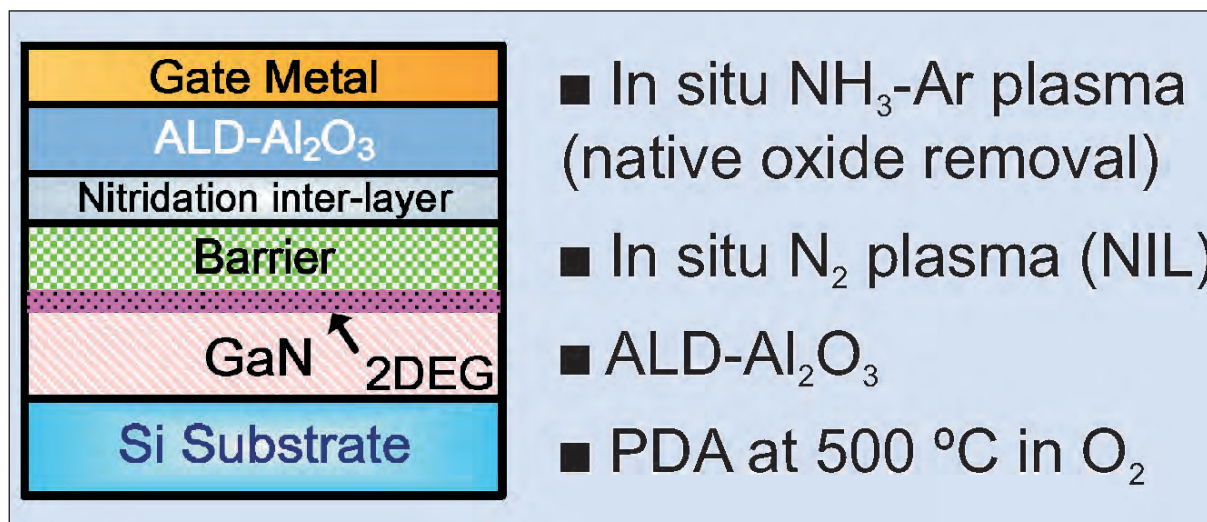 Gate Metal
ALD-Al₂O₃
Nitridation inter-layer
Barrier
GaN
2DEG
Si Substrate
■ In situ NH₃-Ar plasma
(native oxide removal)
■ In situ N₂ plasma (NIL)
■ ALD-Al₂O₃
■ PDA at 500 ºC in O₂